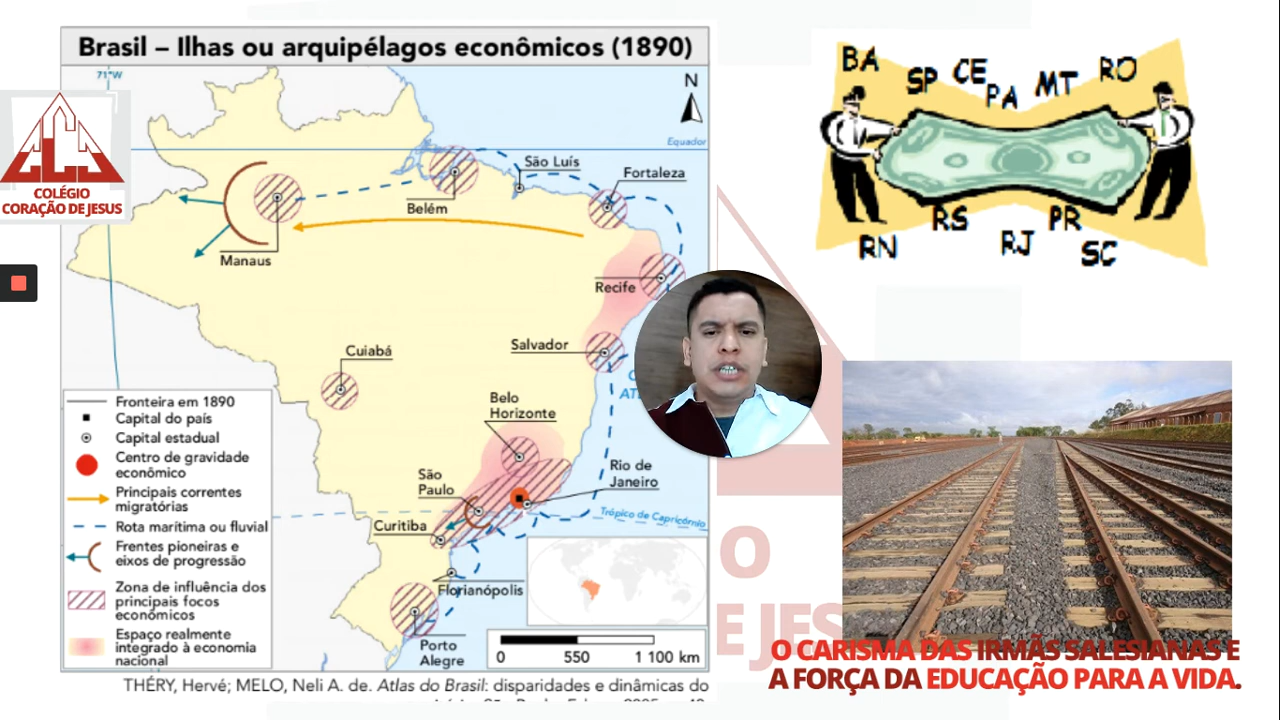 Brasil – Ilhas ou arquipélagos econômicos (1890)
71°W
N
Equador
São Luís
Fortaleza
Belém
Manaus
Recife
Salvador
Cuiabá
Belo
Horizonte
São
Paulo
Rio de
Janeiro
Trópico de Capricórnio
Curitiba
Florianópolis
Porto
Alegre
Fronteira em 1890
Capital do país
Capital estadual
Centro de gravidade
econômico
Principais correntes
migratórias
Rota marítima ou fluvial
Frentes pioneiras e
eixos de progressão
Zona de influência dos
principais focos
econômicos
Espaço realmente
integrado à economia
nacional
0 550 1 100 km
THÉRY, Hervé; MELO, Neli A. de. Atlas do Brasil: disparidades e dinâmicas do
COLÉGIO
CORAÇÃO DE JESUS
BA SP CE PA MT RO
RN RS RJ PR SC
O CARISMA DAS IRMÃS SALESIANAS E
A FORÇA DA EDUCAÇÃO PARA A VIDA.